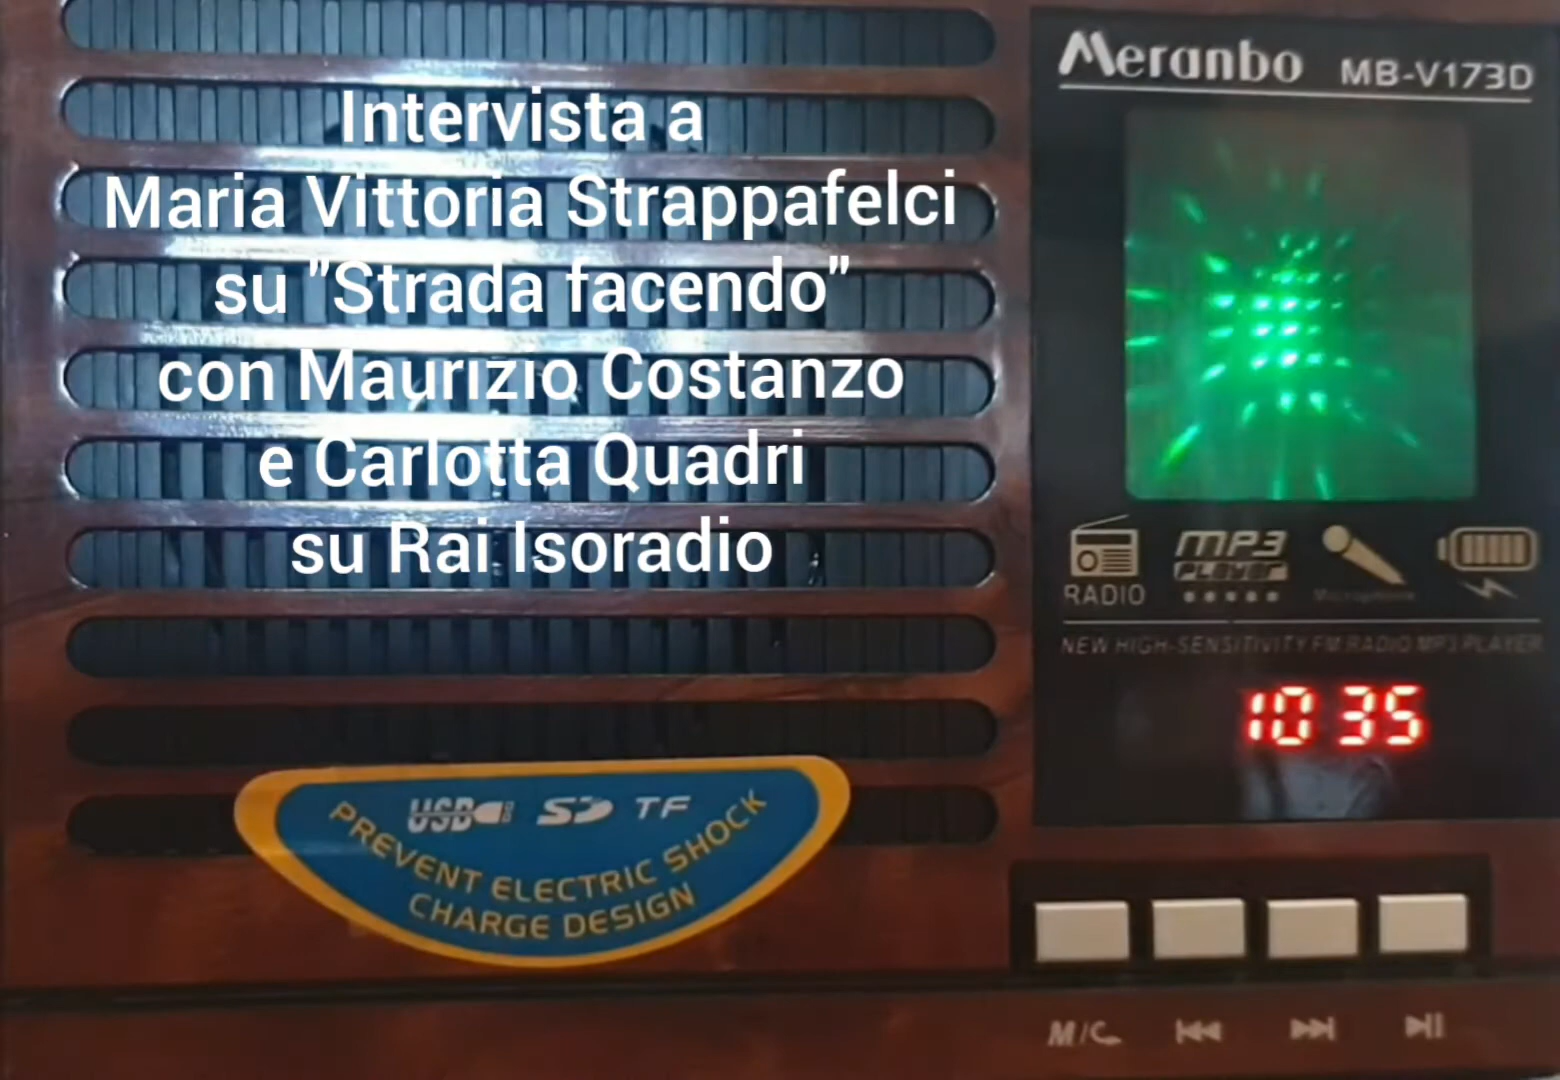 Intervista a
Maria Vittoria Strappafelci
su "Strada facendo"
con Maurizio Costanzo
e Carlotta Quadri
su Rai Isoradio
Meranbo MB-V173D
RADIO
MP3
PLAYER
Microphone
NEW HIGH-SENSITIVITY FM RADIO MP3 PLAYER
10 35
USB SD TF
PREVENT ELECTRIC SHOCK
CHARGE DESIGN
M/C